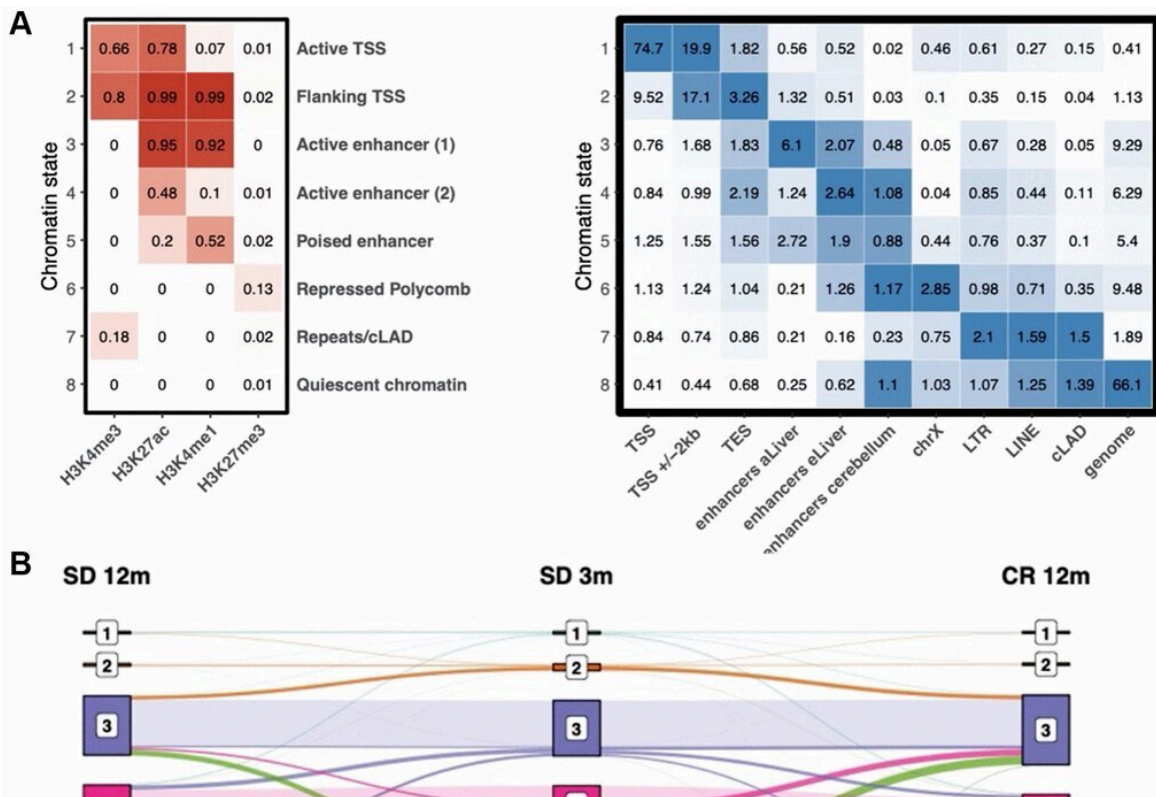 A
Chromatin state
1 0.66 0.78 0.07 0.01 Active TSS
2 0.8 0.99 0.99 0.02 Flanking TSS
3 0 0.95 0.92 0 Active enhancer (1)
4 0 0.48 0.1 0.01 Active enhancer (2)
5 0 0.2 0.52 0.02 Poised enhancer
6 0 0 0 0.13 Repressed Polycomb
7 0.18 0 0 0.02 Repeats/cLAD
8 0 0 0 0.01 Quiescent chromatin
H3K4me3 H3K27ac H3K4me1 H3K27me3
Chromatin state
1 74.7 19.9 1.82 0.56 0.52 0.02 0.46 0.61 0.27 0.15 0.41
2 9.52 17.1 3.26 1.32 0.51 0.03 0.1 0.35 0.15 0.04 1.13
3 0.76 1.68 1.83 6.1 2.07 0.48 0.05 0.67 0.28 0.05 9.29
4 0.84 0.99 2.19 1.24 2.64 1.08 0.04 0.85 0.44 0.11 6.29
5 1.25 1.55 1.56 2.72 1.9 0.88 0.44 0.76 0.37 0.1 5.4
6 1.13 1.24 1.04 0.21 1.26 1.17 2.85 0.98 0.71 0.35 9.48
7 0.84 0.74 0.86 0.21 0.16 0.23 0.75 2.1 1.59 1.5 1.89
8 0.41 0.44 0.68 0.25 0.62 1.1 1.03 1.07 1.25 1.39 66.1
TSS TSS +/−2kb TES enhancers aLiver enhancers eLiver enhancers cerebellum chrX LTR LINE cLAD genome
B
SD 12m SD 3m CR 12m
1 1 1
2 2 2
3 3 3